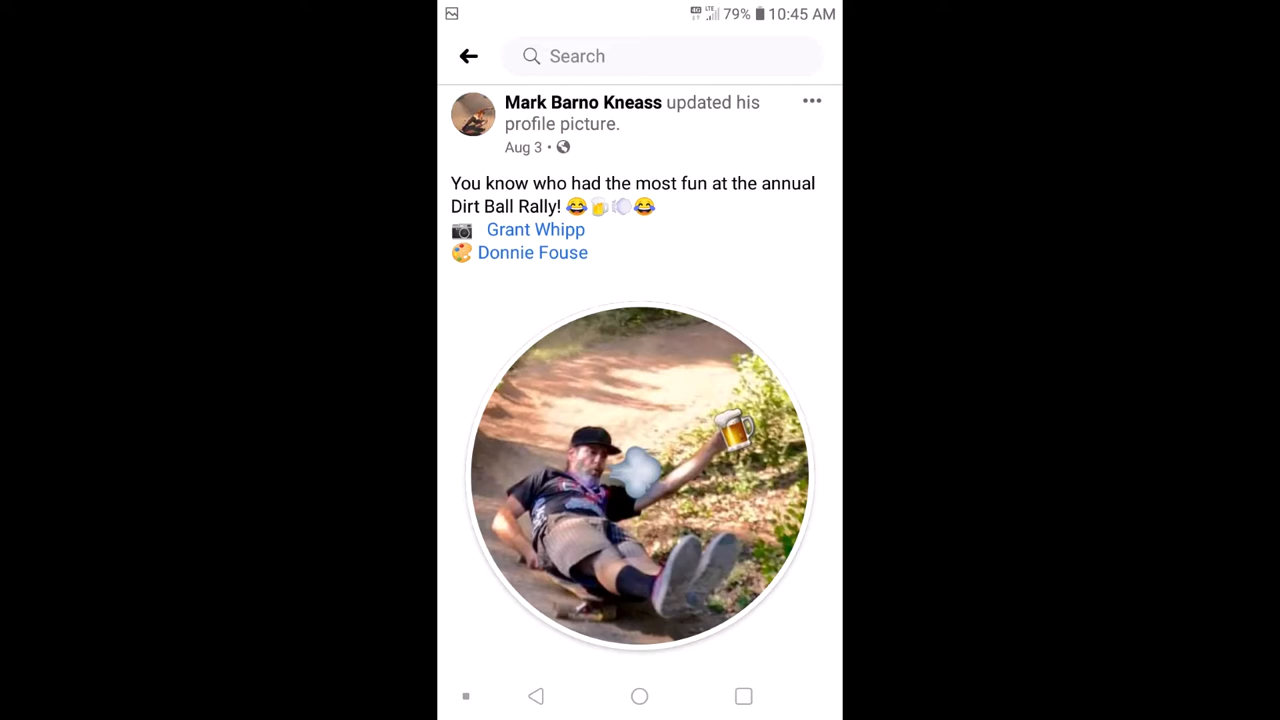 79% 10:45 AM
Search
Mark Barno Kneass updated his
profile picture.
Aug 3 •
You know who had the most fun at the annual
Dirt Ball Rally! 😂🍺💨😂
📷 Grant Whipp
🎨 Donnie Fouse